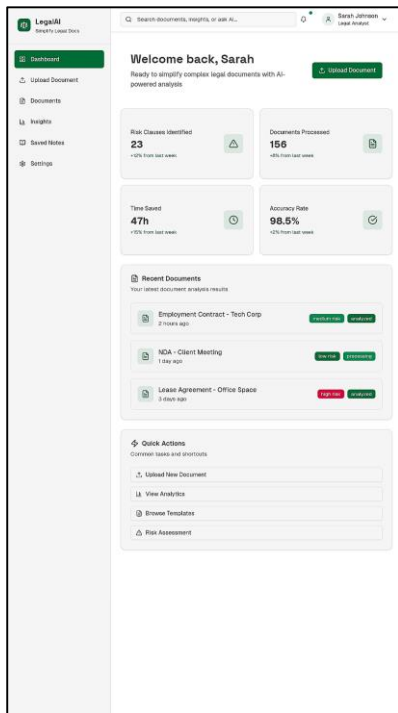 LegalAI
Simplify Legal Docs
Search documents, insights, or ask AI...
Sarah Johnson
Legal Analyst
Dashboard
Upload Document
Documents
Insights
Saved Notes
Settings
Welcome back, Sarah
Ready to simplify complex legal documents with AI-
powered analysis
Upload Document
Risk Clauses Identified
23
+12% from last week
Documents Processed
156
+8% from last week
Time Saved
47h
+15% from last week
Accuracy Rate
98.5%
+2% from last week
Recent Documents
Your latest document analysis results
Employment Contract - Tech Corp
2 hours ago
medium risk
analyzed
NDA - Client Meeting
1 day ago
low risk
processing
Lease Agreement - Office Space
3 days ago
high risk
analyzed
Quick Actions
Common tasks and shortcuts
Upload New Document
View Analytics
Browse Templates
Risk Assessment